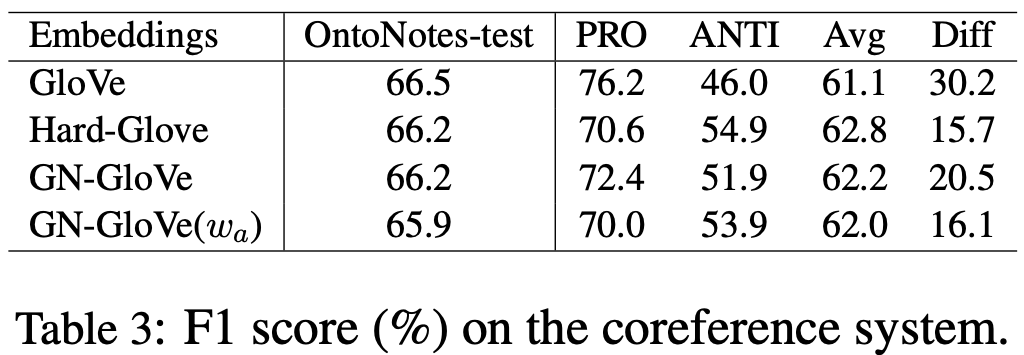 Embeddings OntoNotes-test PRO ANTI Avg Diff
GloVe 66.5 76.2 46.0 61.1 30.2
Hard-Glove 66.2 70.6 54.9 62.8 15.7
GN-GloVe 66.2 72.4 51.9 62.2 20.5
GN-GloVe(wₐ) 65.9 70.0 53.9 62.0 16.1
Table 3: F1 score (%) on the coreference system.